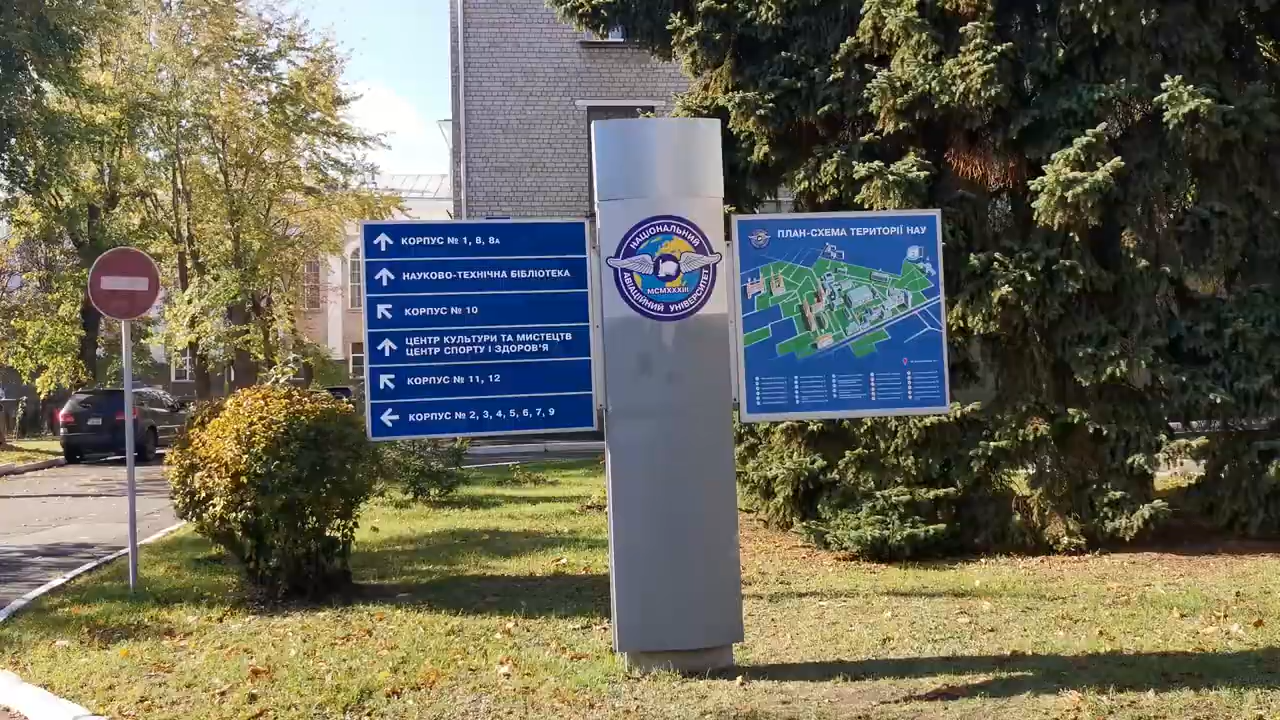 КОРПУС № 1, 8, 8А
НАУКОВО-ТЕХНІЧНА БІБЛІОТЕКА
КОРПУС № 10
ЦЕНТР КУЛЬТУРИ ТА МИСТЕЦТВ
ЦЕНТР СПОРТУ І ЗДОРОВ'Я
КОРПУС № 11, 12
КОРПУС № 2, 3, 4, 5, 6, 7, 9
НАЦІОНАЛЬНИЙ
MCMXXXIII
АВІАЦІЙНИЙ УНІВЕРСИТЕТ
ПЛАН-СХЕМА ТЕРИТОРІЇ НАУ